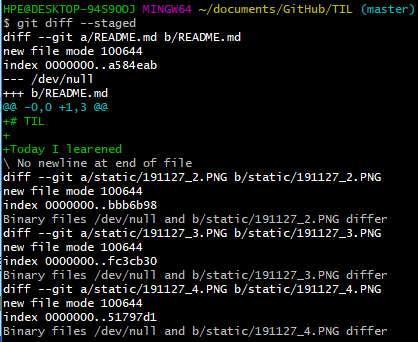 HPE@DESKTOP-94S90OJ MINGW64 ~/documents/GitHub/TIL (master)
$ git diff --staged
diff --git a/README.md b/README.md
new file mode 100644
index 0000000..a584eab
--- /dev/null
+++ b/README.md
@@ -0,0 +1,3 @@
+# TIL
+
+Today I learened
\ No newline at end of file
diff --git a/static/191127_2.PNG b/static/191127_2.PNG
new file mode 100644
index 0000000..bbb6b98
Binary files /dev/null and b/static/191127_2.PNG differ
diff --git a/static/191127_3.PNG b/static/191127_3.PNG
new file mode 100644
index 0000000..fc3cb30
Binary files /dev/null and b/static/191127_3.PNG differ
diff --git a/static/191127_4.PNG b/static/191127_4.PNG
new file mode 100644
index 0000000..51797d1
Binary files /dev/null and b/static/191127_4.PNG differ